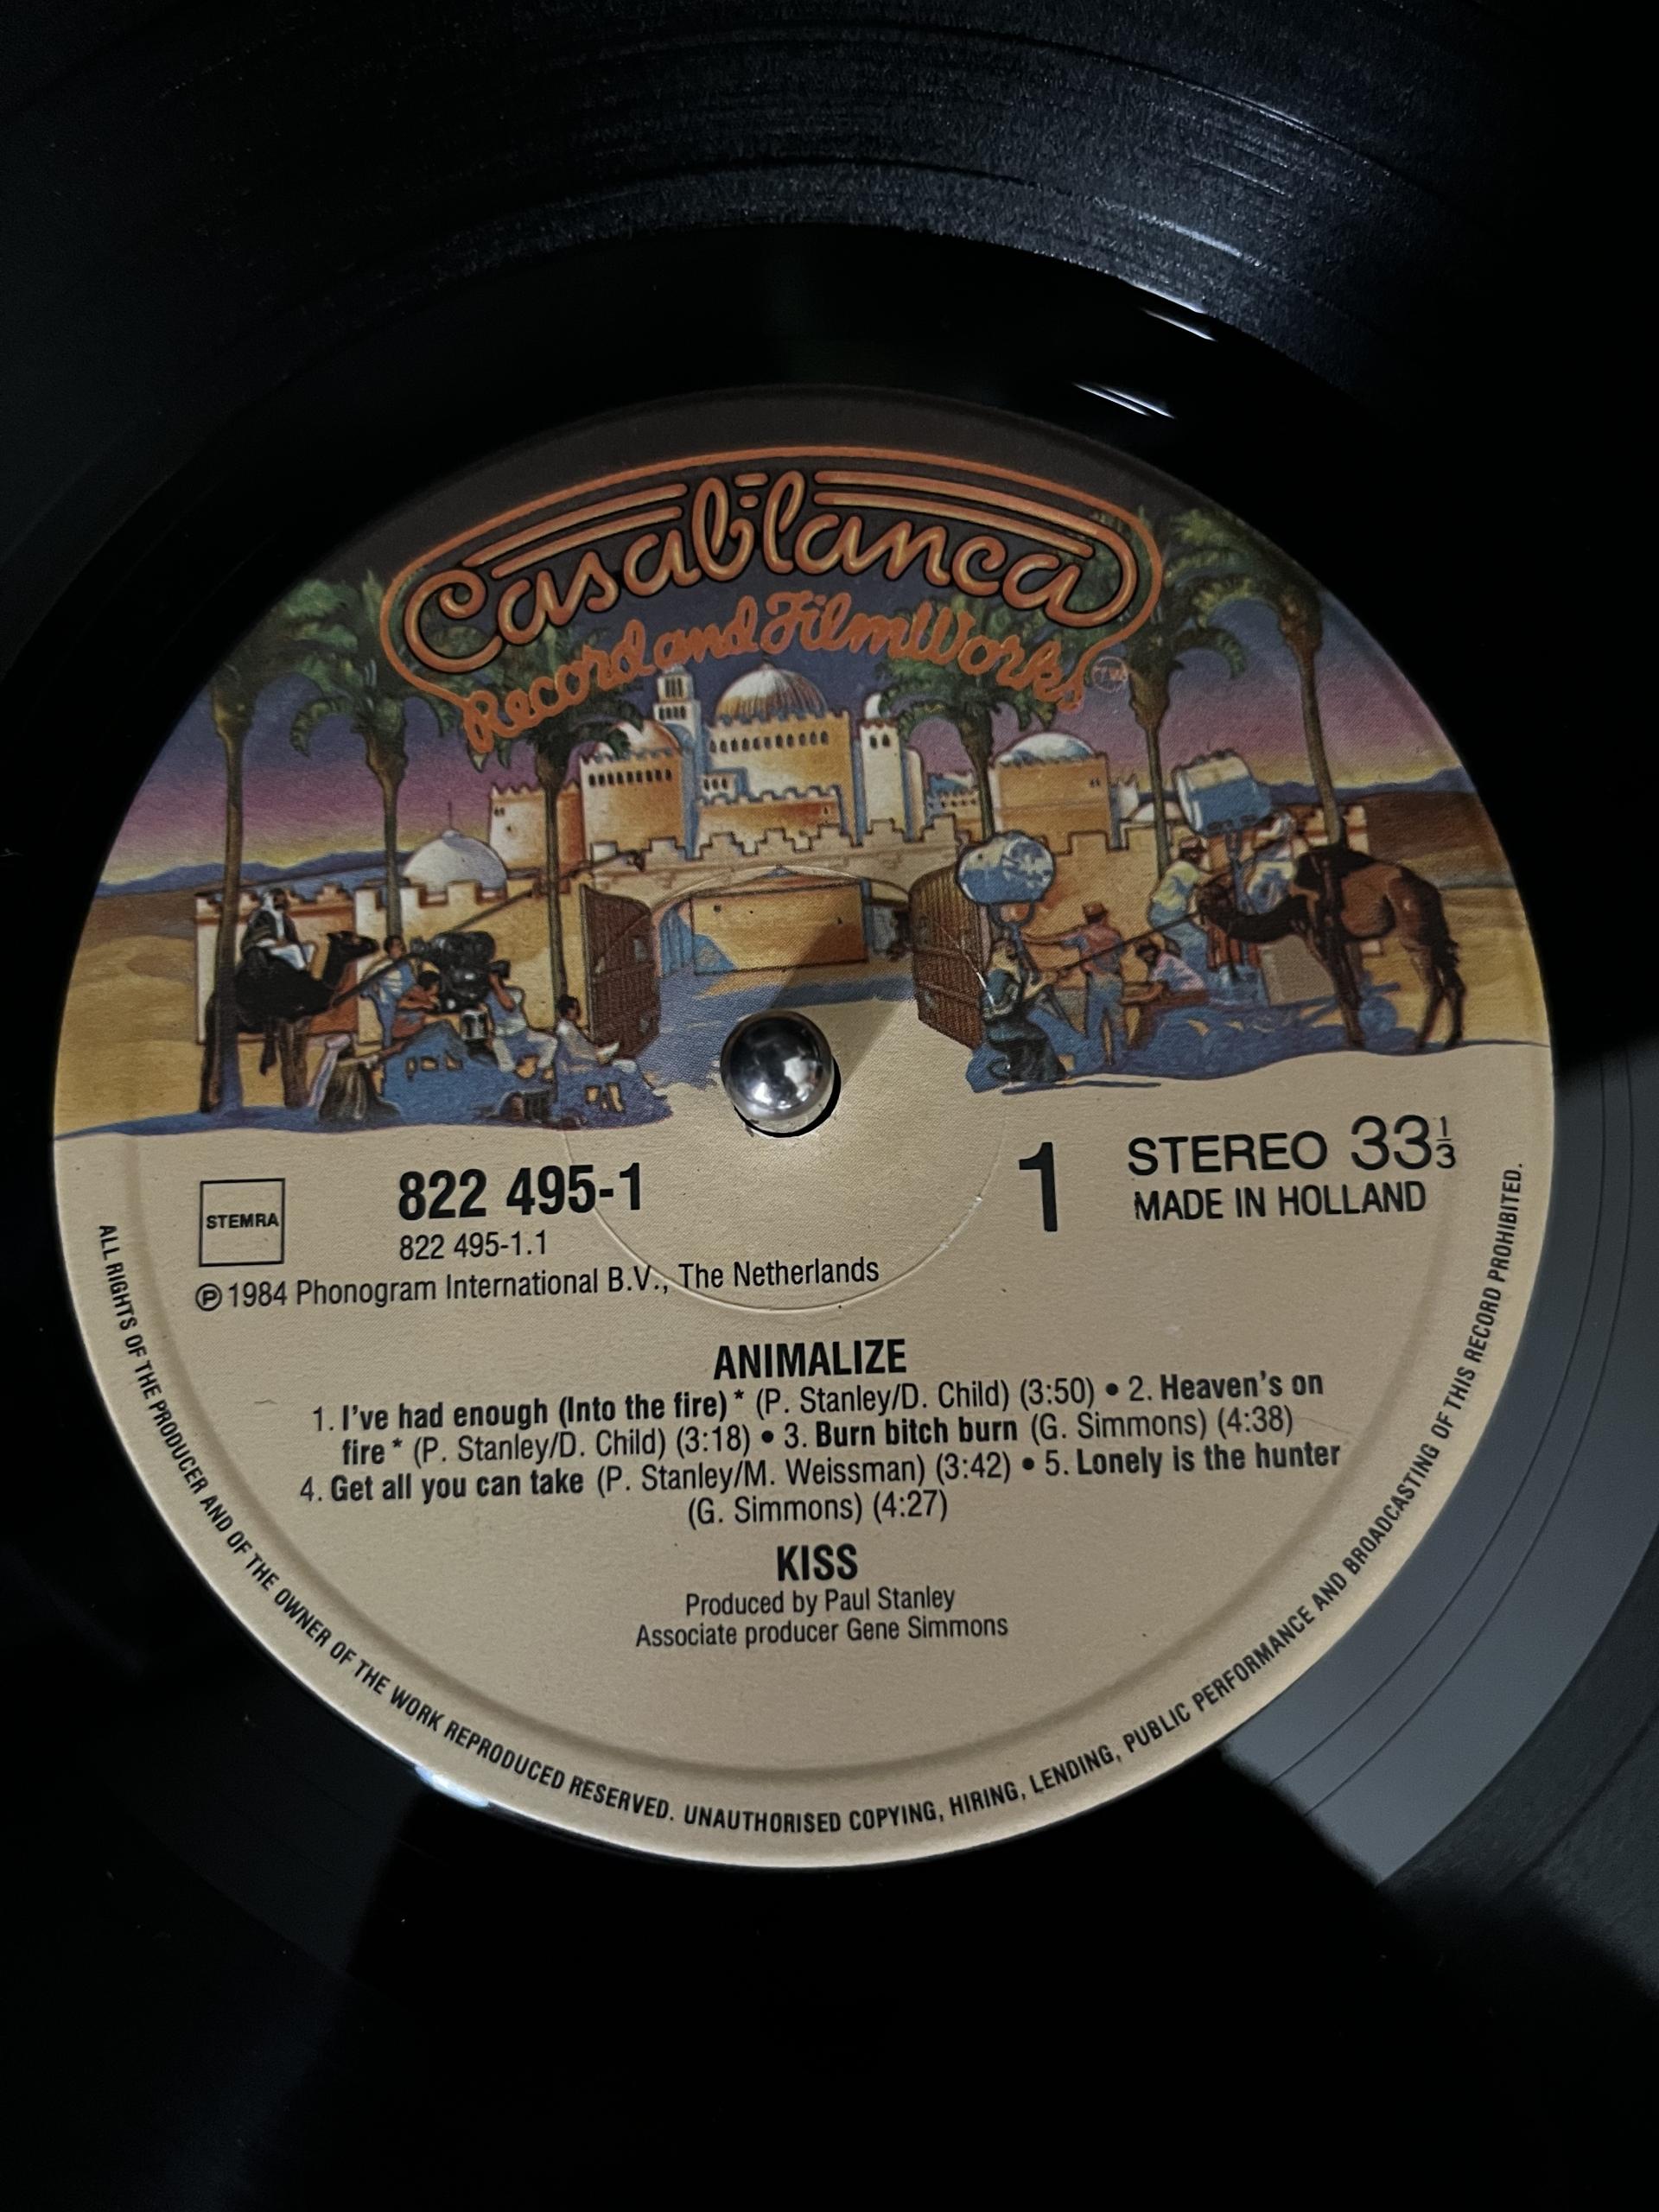 Casablanca
Record and FilmWorks TM
STEMRA
822 495-1
822 495-1.1
℗ 1984 Phonogram International B.V., The Netherlands
1
STEREO 33 1/3
MADE IN HOLLAND
ANIMALIZE
1. I've had enough (Into the fire) * (P. Stanley/D. Child) (3:50) • 2. Heaven's on
fire * (P. Stanley/D. Child) (3:18) • 3. Burn bitch burn (G. Simmons) (4:38)
4. Get all you can take (P. Stanley/M. Weissman) (3:42) • 5. Lonely is the hunter
(G. Simmons) (4:27)
KISS
Produced by Paul Stanley
Associate producer Gene Simmons
ALL RIGHTS OF THE PRODUCER AND OF THE OWNER OF THE WORK REPRODUCED RESERVED. UNAUTHORISED COPYING, HIRING, LENDING, PUBLIC PERFORMANCE AND BROADCASTING OF THIS RECORD PROHIBITED.